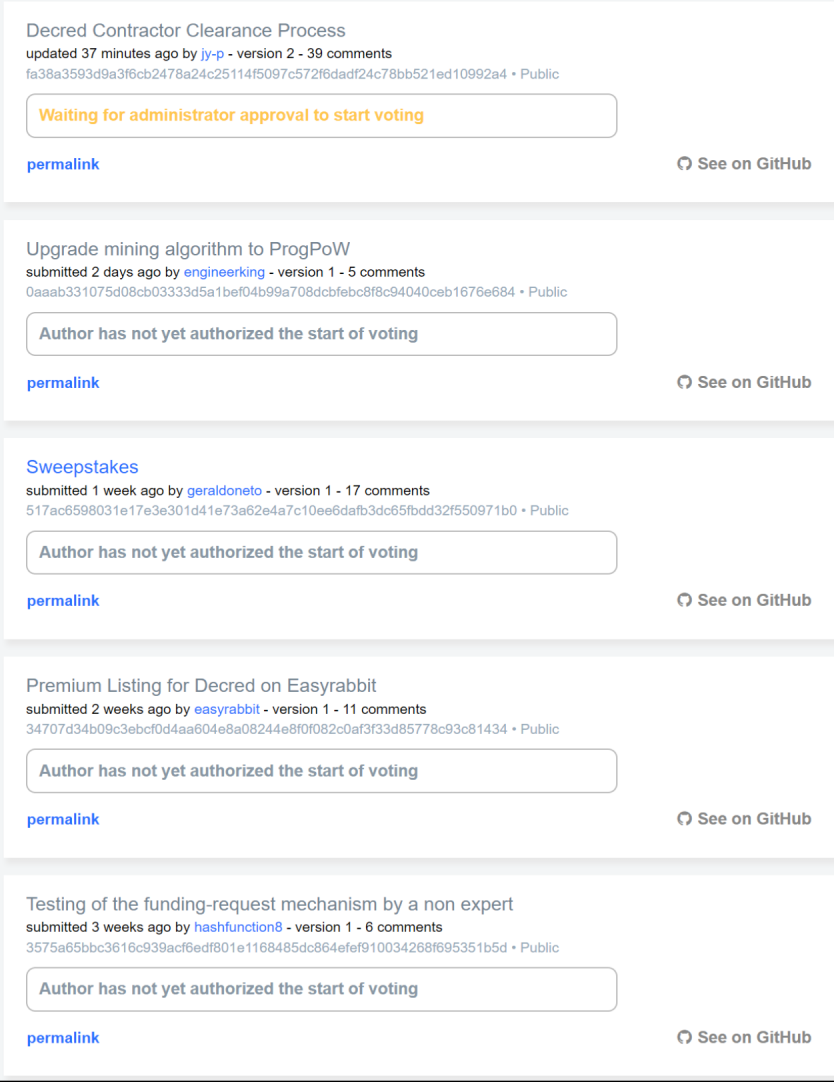 Decred Contractor Clearance Process
updated 37 minutes ago by jy-p - version 2 - 39 comments
fa38a3593d9a3f6cb2478a24c25114f5097c572f6dadf24c78bb521ed10992a4 • Public
Waiting for administrator approval to start voting
permalink See on GitHub
Upgrade mining algorithm to ProgPoW
submitted 2 days ago by engineerking - version 1 - 5 comments
0aaab331075d08cb03333d5a1bef04b99a708dcbfebc8f8c94040ceb1676e684 • Public
Author has not yet authorized the start of voting
permalink See on GitHub
Sweepstakes
submitted 1 week ago by geraldoneto - version 1 - 17 comments
517ac6598031e17e3e301d41e73a62e4a7c10ee6dafb3dc65fbdd32f550971b0 • Public
Author has not yet authorized the start of voting
permalink See on GitHub
Premium Listing for Decred on Easyrabbit
submitted 2 weeks ago by easyrabbit - version 1 - 11 comments
34707d34b09c3ebcf0d4aa604e8a08244e8f0f082c0af3f33d85778c93c81434 • Public
Author has not yet authorized the start of voting
permalink See on GitHub
Testing of the funding-request mechanism by a non expert
submitted 3 weeks ago by hashfunction8 - version 1 - 6 comments
3575a65bbc3616c939acf6edf801e1168485dc864efef910034268f695351b5d • Public
Author has not yet authorized the start of voting
permalink See on GitHub